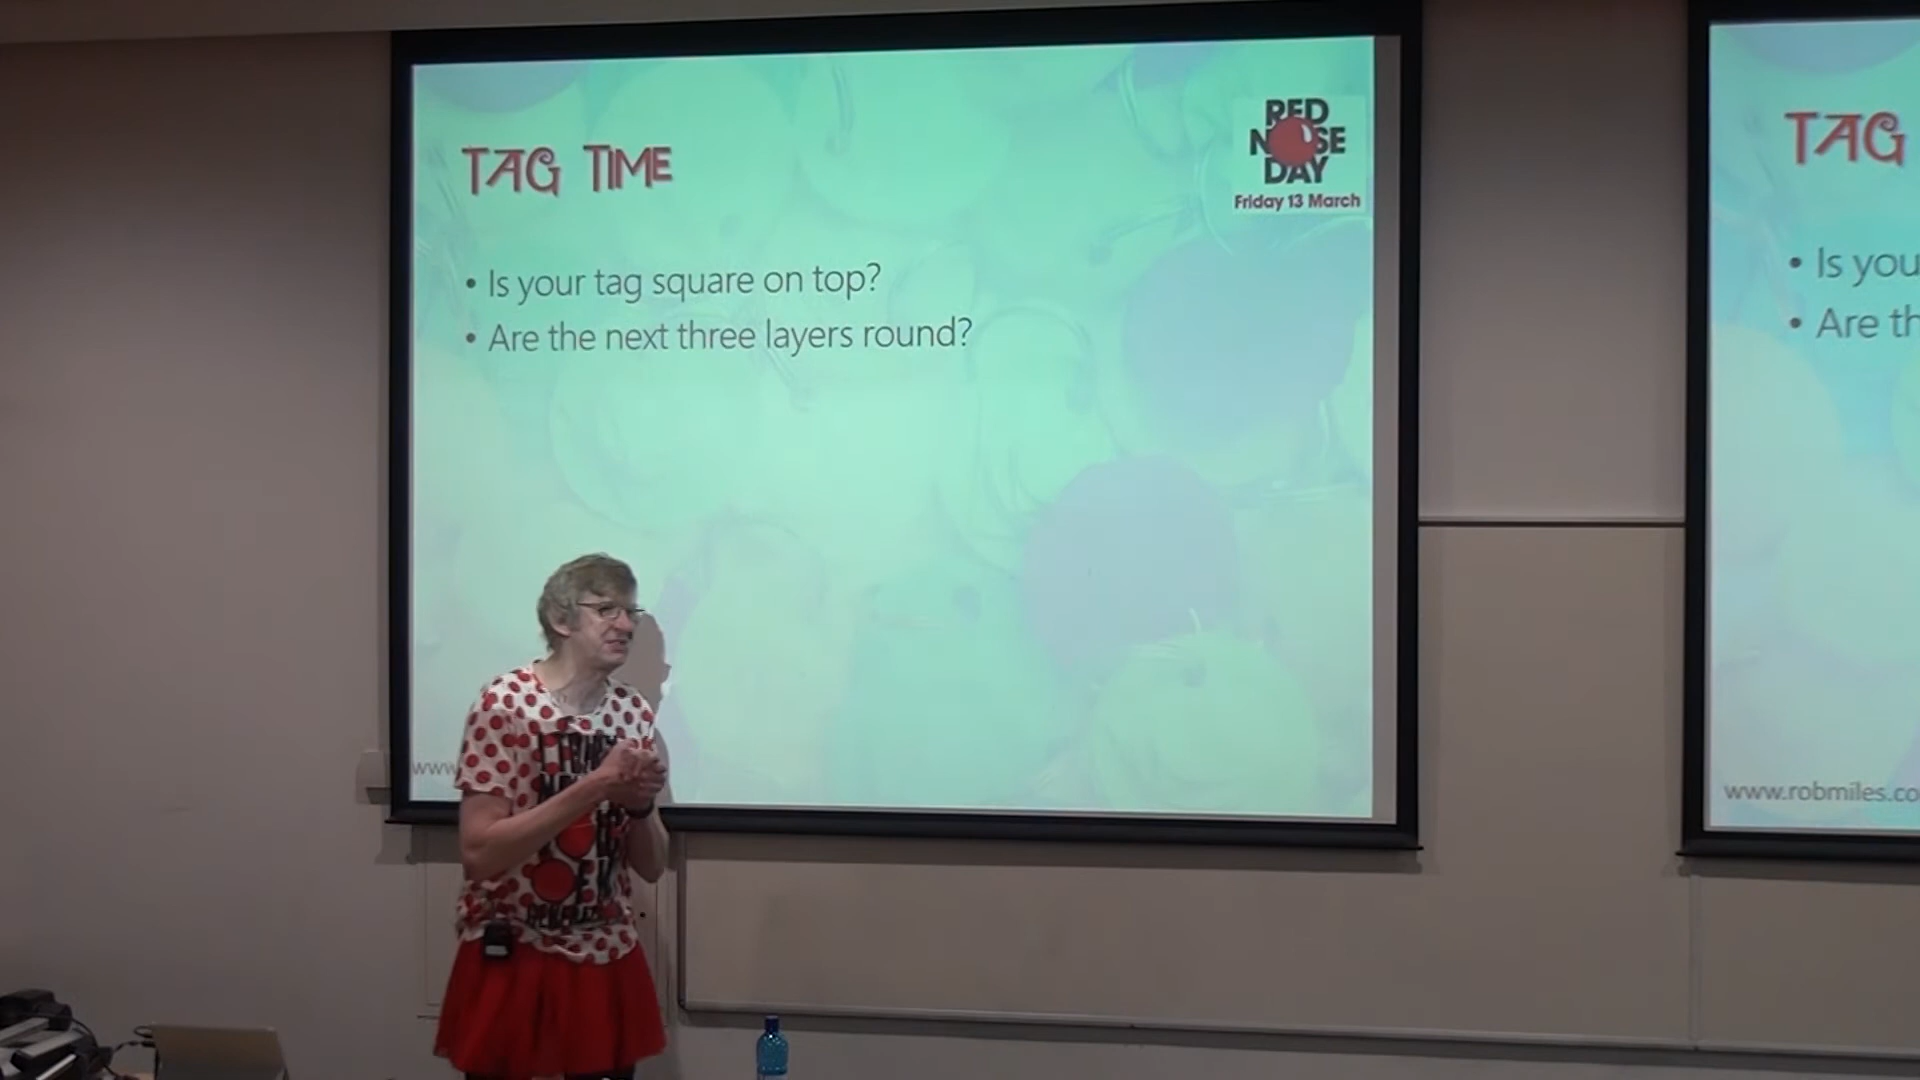 TAG TIME
RED
NOSE
DAY
Friday 13 March
• Is your tag square on top?
• Are the next three layers round?
www
TAG
• Is you
• Are th
www.robmiles.co